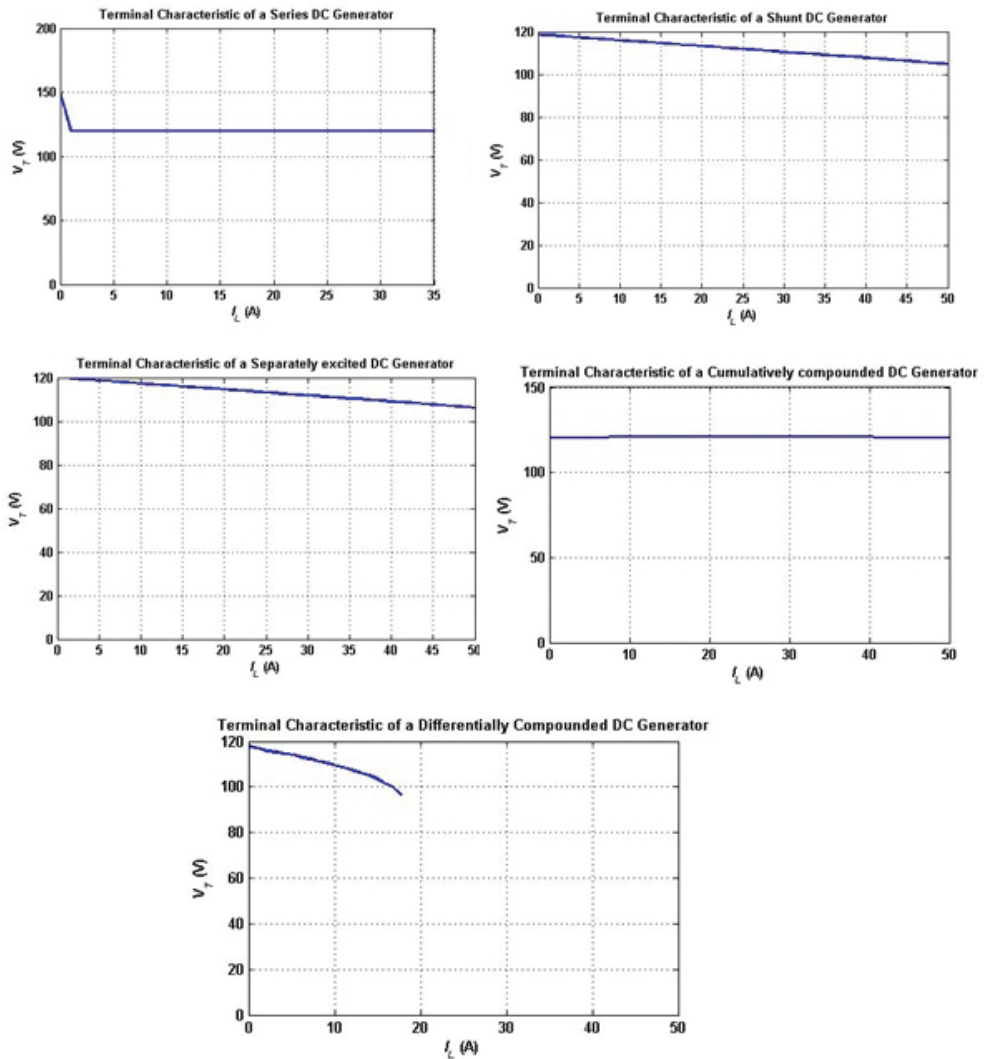 Terminal Characteristic of a Series DC Generator
200
150
100
50
0
V_T (V)
0 5 10 15 20 25 30 35
I_L (A)
Terminal Characteristic of a Shunt DC Generator
120
100
80
60
40
20
0
V_T (V)
0 5 10 15 20 25 30 35 40 45 50
I_L (A)
Terminal Characteristic of a Separately excited DC Generator
120
100
80
60
40
20
0
V_T (V)
0 5 10 15 20 25 30 35 40 45 50
I_L (A)
Terminal Characteristic of a Cumulatively compounded DC Generator
150
100
50
0
V_T (V)
0 10 20 30 40 50
I_L (A)
Terminal Characteristic of a Differentially Compounded DC Generator
120
100
80
60
40
20
0
V_T (V)
0 10 20 30 40 50
I_L (A)